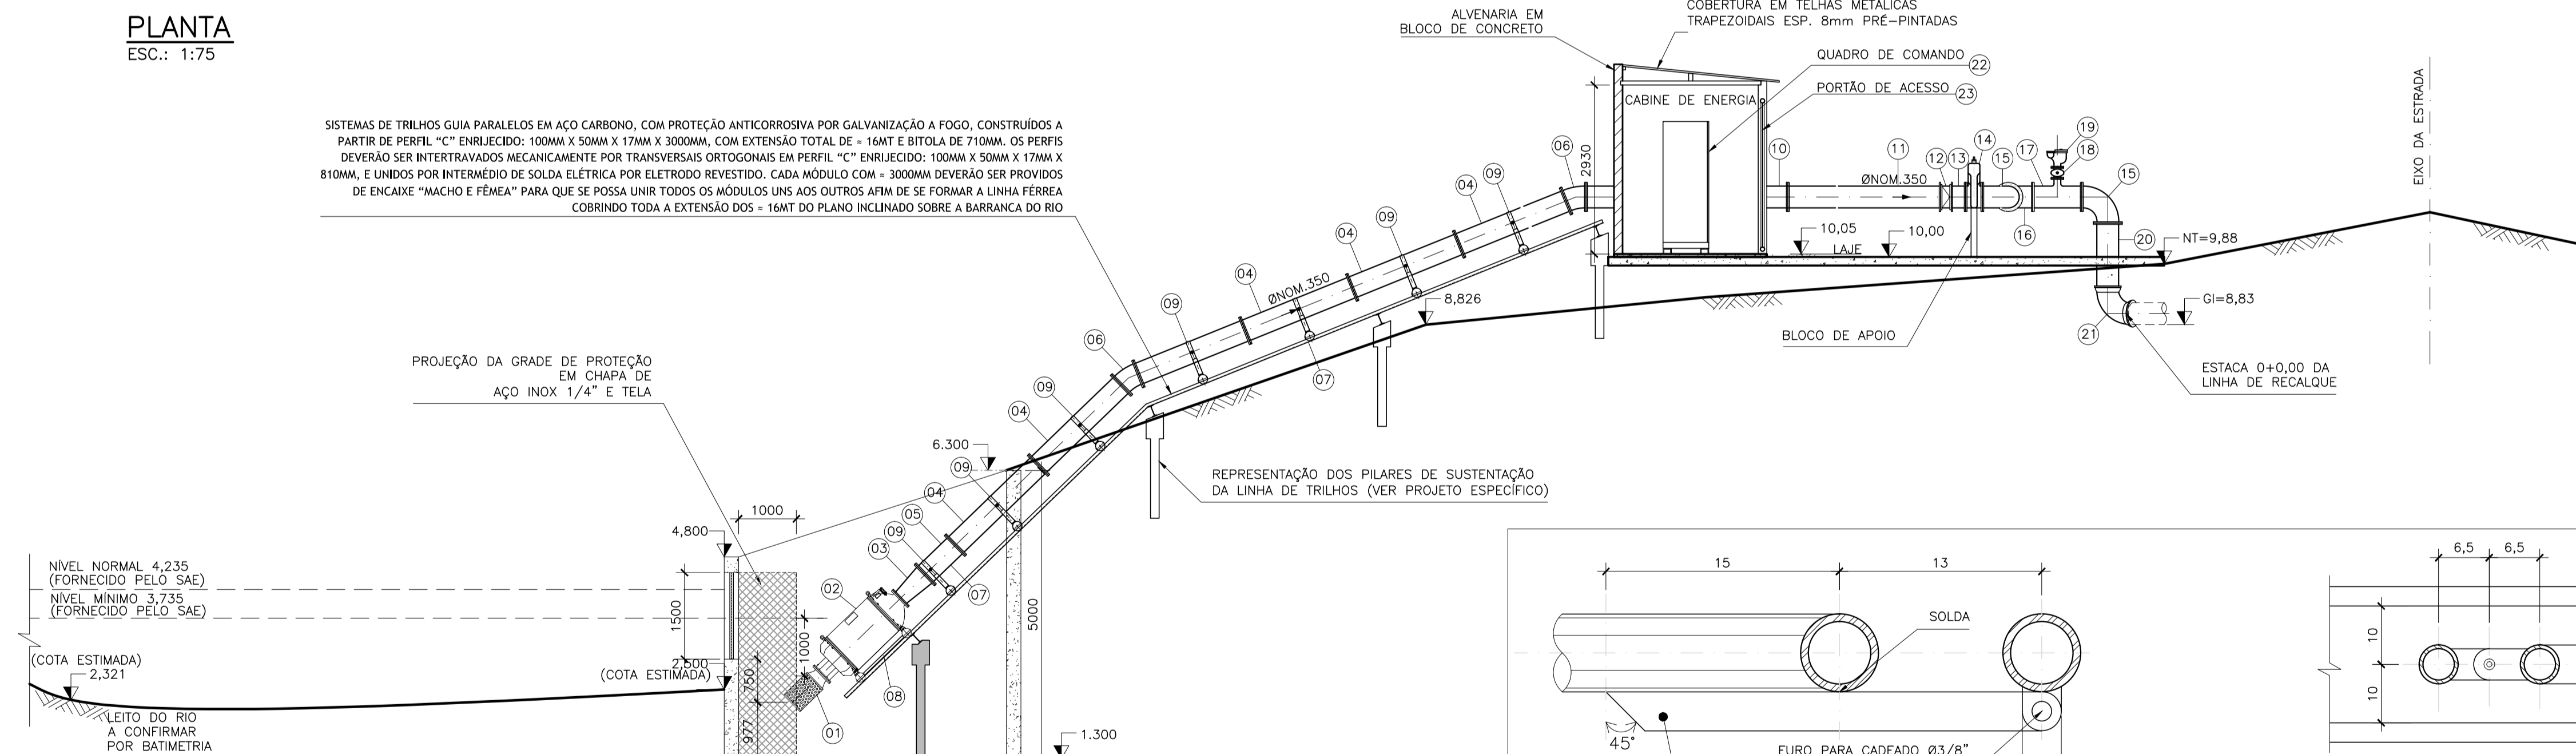 PLANTA
ESC.: 1:75
SISTEMAS DE TRILHOS GUIA PARALELOS EM AÇO CARBONO, COM PROTEÇÃO ANTICORROSIVA POR GALVANIZAÇÃO A FOGO, CONSTRUÍDOS A
PARTIR DE PERFIL “C” ENRIJECIDO: 100MM X 50MM X 17MM X 3000MM, COM EXTENSÃO TOTAL DE ≈ 16MT E BITOLA DE 710MM. OS PERFIS
DEVERÃO SER INTERTRAVADOS MECANICAMENTE POR TRANSVERSAIS ORTOGONAIS EM PERFIL “C” ENRIJECIDO: 100MM X 50MM X 17MM X
810MM, E UNIDOS POR INTERMÉDIO DE SOLDA ELÉTRICA POR ELETRODO REVESTIDO. CADA MÓDULO COM ≈ 3000MM DEVERÃO SER PROVIDOS
DE ENCAIXE “MACHO E FÊMEA” PARA QUE SE POSSA UNIR TODOS OS MÓDULOS UNS AOS OUTROS AFIM DE SE FORMAR A LINHA FÉRREA
COBRINDO TODA A EXTENSÃO DOS ≈ 16MT DO PLANO INCLINADO SOBRE A BARRANCA DO RIO
ALVENARIA EM
BLOCO DE CONCRETO
COBERTURA EM TELHAS METÁLICAS
TRAPEZOIDAIS ESP. 8mm PRÉ-PINTADAS
QUADRO DE COMANDO
22
PORTÃO DE ACESSO
23
CABINE DE ENERGIA
2930
10
11
ØNOM.350
12
13
14
15
16
17
18
19
15
20
21
10,05
LAJE
10,00
NT=9,88
GI=8,83
EIXO DA ESTRADA
BLOCO DE APOIO
ESTACA 0+0,00 DA
LINHA DE RECALQUE
06
09
04
09
04
04
ØNOM.350
09
07
8,826
06
09
04
09
04
05
09
03
07
02
08
01
6.300
REPRESENTAÇÃO DOS PILARES DE SUSTENTAÇÃO
DA LINHA DE TRILHOS (VER PROJETO ESPECÍFICO)
PROJEÇÃO DA GRADE DE PROTEÇÃO
EM CHAPA DE
AÇO INOX 1/4” E TELA
1000
4,800
NÍVEL NORMAL 4,235
(FORNECIDO PELO SAE)
NÍVEL MÍNIMO 3,735
(FORNECIDO PELO SAE)
1500
1000
5000
(COTA ESTIMADA)
2,321
2,500
(COTA ESTIMADA)
750
977
LEITO DO RIO
A CONFIRMAR
POR BATIMETRIA
1.300
15
13
SOLDA
45°
FURO PARA CADEADO Ø3/8”
6,5
6,5
10
10